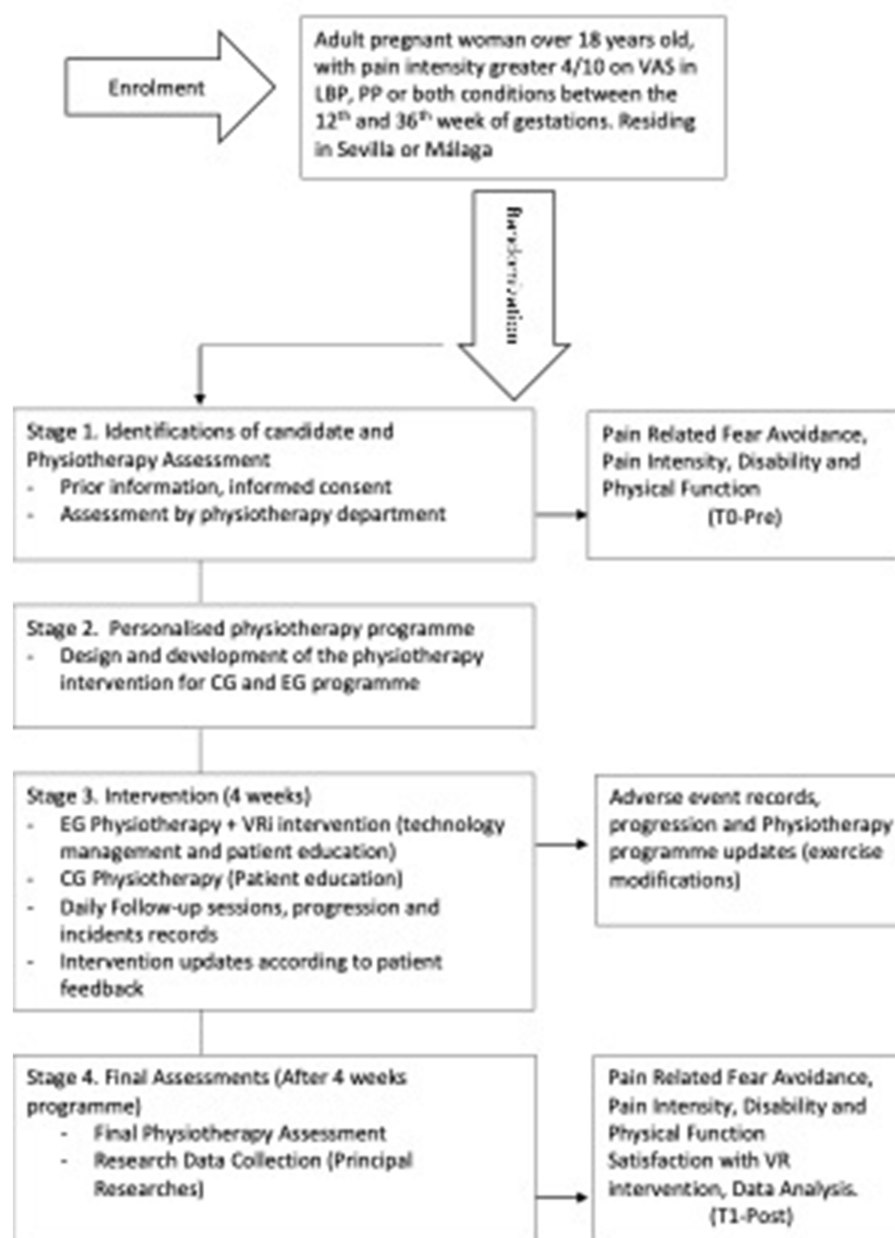 Enrolment
Adult pregnant woman over 18 years old,
with pain intensity greater 4/10 on VAS in
LBP, PP or both conditions between the
12th and 36th week of gestations. Residing
in Sevilla or Málaga
Randomization
Stage 1. Identifications of candidate and
Physiotherapy Assessment
- Prior information, informed consent
- Assessment by physiotherapy department
Pain Related Fear Avoidance,
Pain Intensity, Disability and
Physical Function
(T0-Pre)
Stage 2. Personalised physiotherapy programme
- Design and development of the physiotherapy
intervention for CG and EG programme
Stage 3. Intervention (4 weeks)
- EG Physiotherapy + VRi intervention (technology
management and patient education)
- CG Physiotherapy (Patient education)
- Daily Follow-up sessions, progression and
incidents records
- Intervention updates according to patient
feedback
Adverse event records,
progression and Physiotherapy
programme updates (exercise
modifications)
Stage 4. Final Assessments (After 4 weeks
programme)
- Final Physiotherapy Assessment
- Research Data Collection (Principal
Researches)
Pain Related Fear Avoidance,
Pain Intensity, Disability and
Physical Function
Satisfaction with VR
intervention, Data Analysis.
(T1-Post)